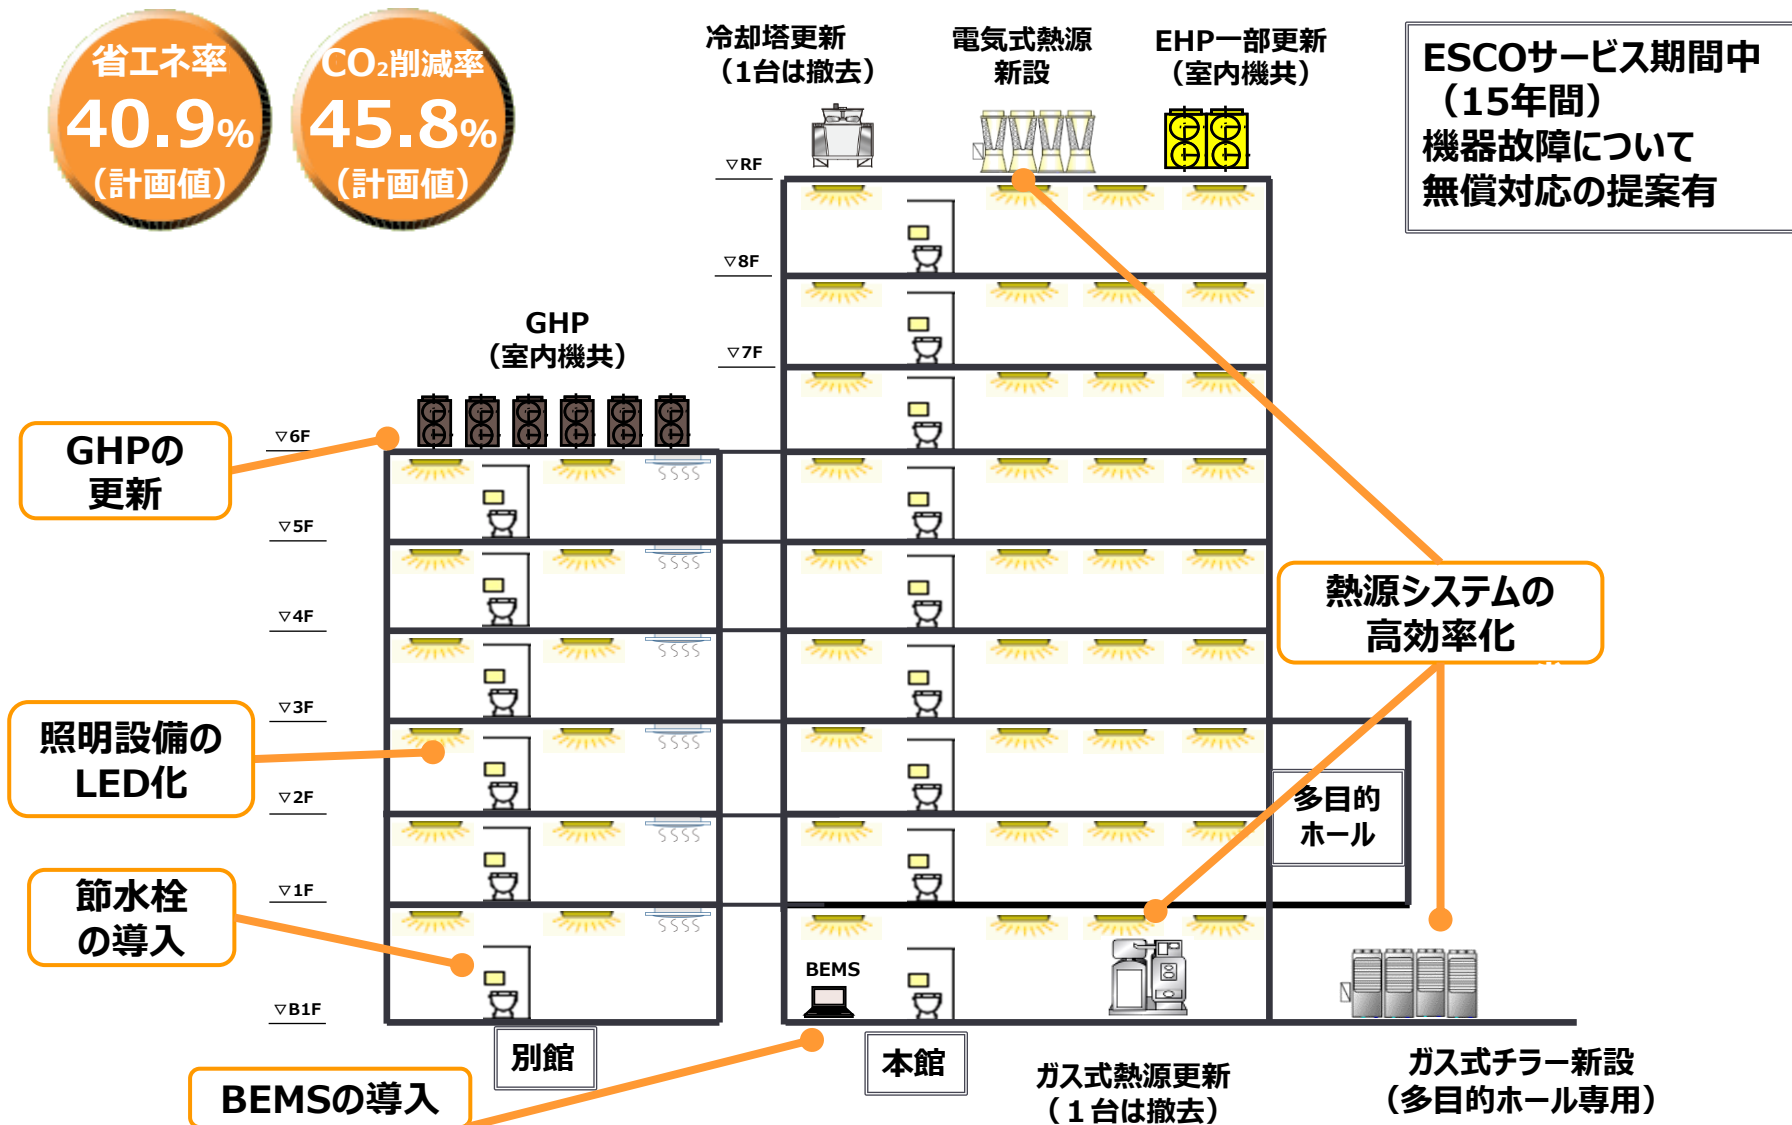 省エネ率
40.9%
（計画値）
CO₂削減率
45.8%
（計画値）
冷却塔更新
（1台は撤去）
電気式熱源
新設
EHP一部更新
（室内機共）
ESCOサービス期間中
（15年間）
機器故障について
無償対応の提案有
▽RF
▽8F
▽7F
GHP
（室内機共）
GHPの
更新
▽6F
▽5F
▽4F
▽3F
▽2F
▽1F
▽B1F
熱源システムの
高効率化
照明設備の
LED化
多目的
ホール
節水栓
の導入
BEMS
別館
本館
BEMSの導入
ガス式熱源更新
（１台は撤去）
ガス式チラー新設
（多目的ホール専用）